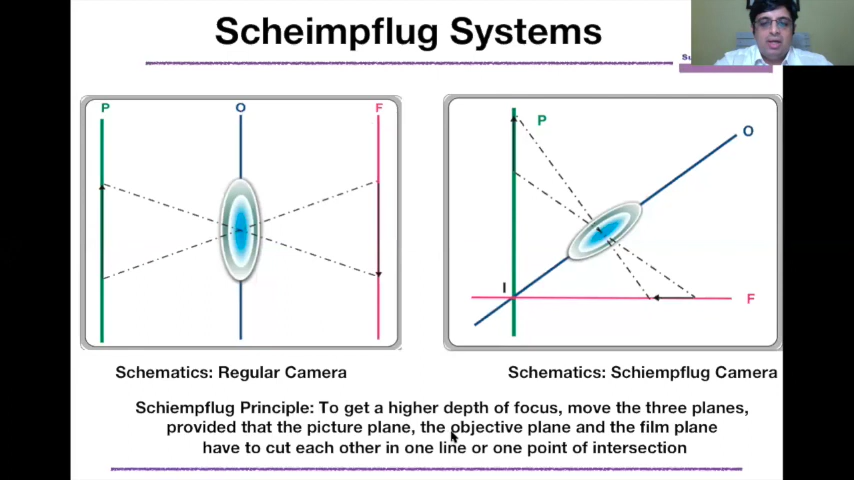 Scheimpflug Systems
P
O
F
P
O
I
F
Schematics: Regular Camera
Schematics: Schiempflug Camera
Schiempflug Principle: To get a higher depth of focus, move the three planes,
provided that the picture plane, the objective plane and the film plane
have to cut each other in one line or one point of intersection